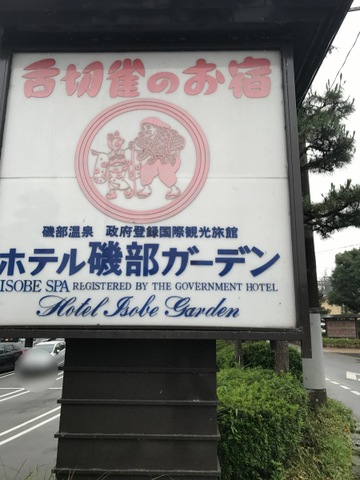 舌切雀のお宿
磯部温泉 政府登録国際観光旅館
ホテル磯部ガーデン
ISOBE SPA REGISTERED BY THE GOVERNMENT HOTEL
Hotel Isobe Garden